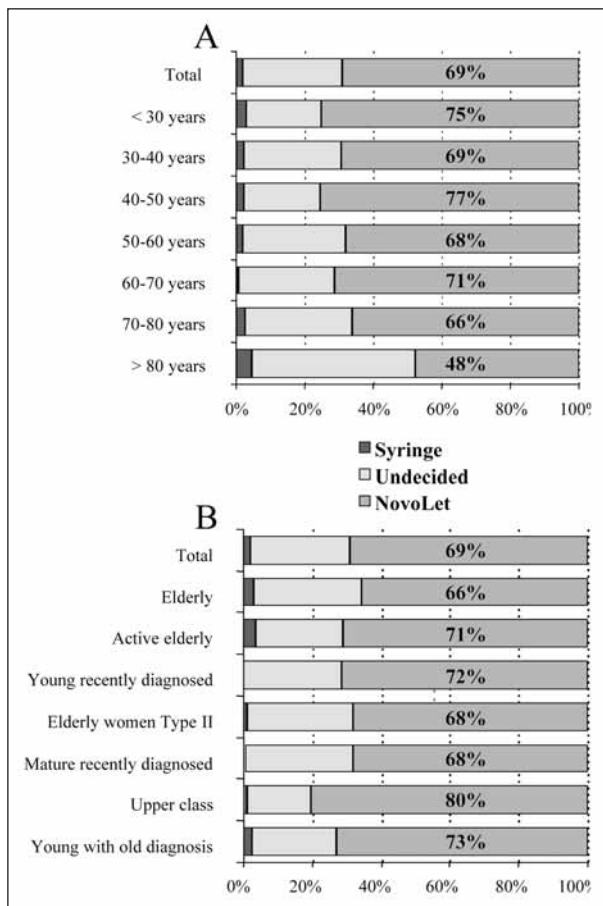 A
Total 69%
< 30 years 75%
30-40 years 69%
40-50 years 77%
50-60 years 68%
60-70 years 71%
70-80 years 66%
> 80 years 48%
0% 20% 40% 60% 80% 100%
Syringe
Undecided
NovoLet
B
Total 69%
Elderly 66%
Active elderly 71%
Young recently diagnosed 72%
Elderly women Type II 68%
Mature recently diagnosed 68%
Upper class 80%
Young with old diagnosis 73%
0% 20% 40% 60% 80% 100%